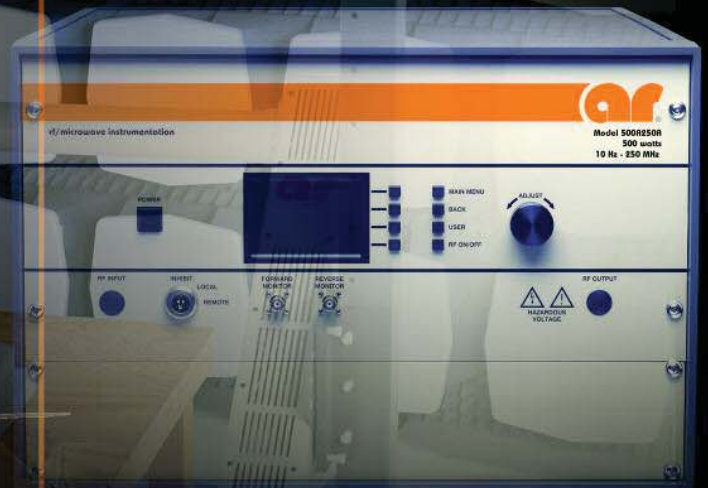 ar
rf/microwave instrumentation
Model 500A250A
500 watts
10 Hz - 250 MHz
POWER
MAIN MENU
BACK
USER
RF ON/OFF
ADJUST
RF INPUT
INHIBIT
LOCAL
REMOTE
FORWARD
MONITOR
REVERSE
MONITOR
HAZARDOUS
VOLTAGE
RF OUTPUT